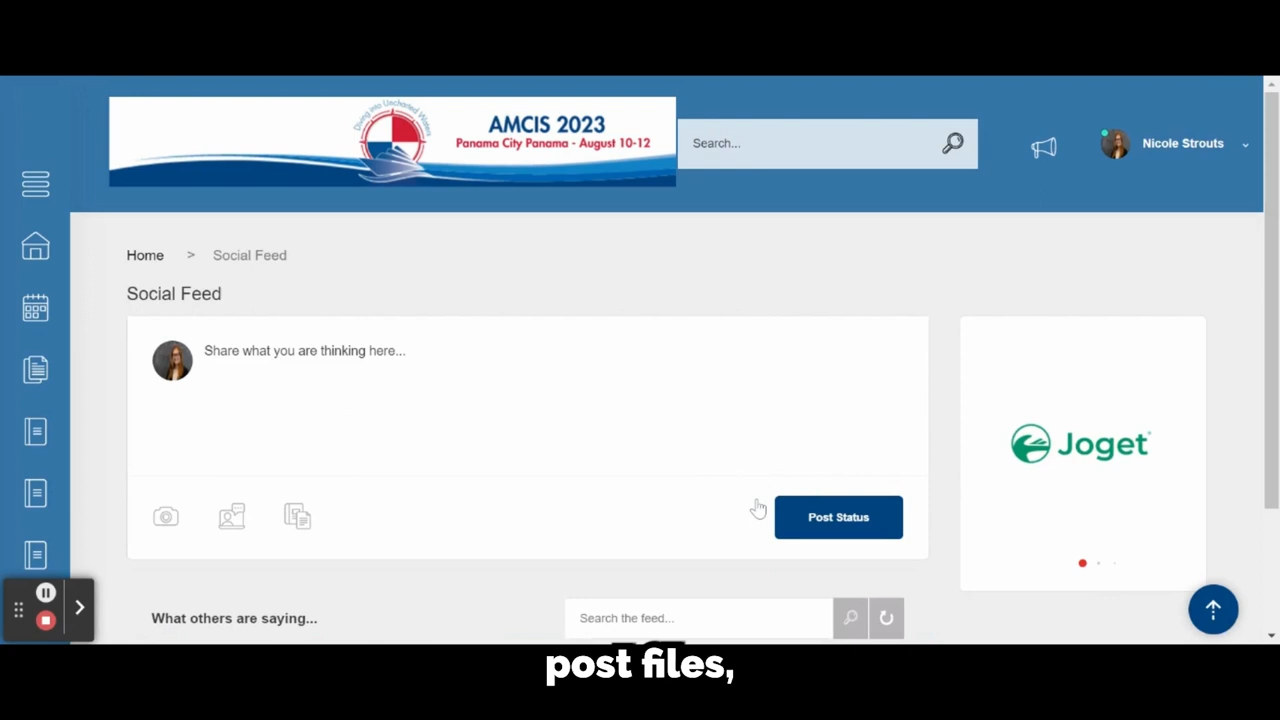 Diving into Uncharted Waters
AMCIS 2023
Panama City Panama - August 10-12
Search...
Nicole Strouts
Home > Social Feed
Social Feed
Share what you are thinking here...
Joget
Post Status
What others are saying...
Search the feed...
post files,